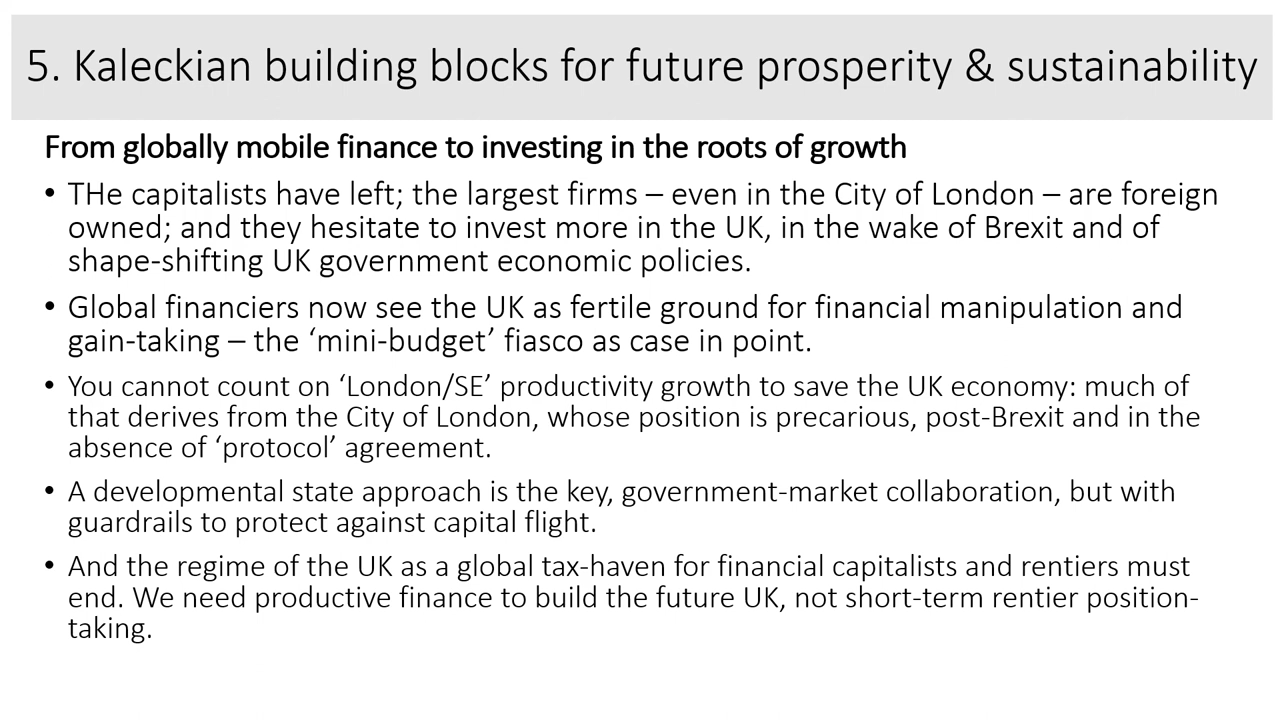 5. Kaleckian building blocks for future prosperity & sustainability
From globally mobile finance to investing in the roots of growth
• THe capitalists have left; the largest firms – even in the City of London – are foreign
owned; and they hesitate to invest more in the UK, in the wake of Brexit and of
shape-shifting UK government economic policies.
• Global financiers now see the UK as fertile ground for financial manipulation and
gain-taking – the ‘mini-budget’ fiasco as case in point.
• You cannot count on ‘London/SE’ productivity growth to save the UK economy: much of
that derives from the City of London, whose position is precarious, post-Brexit and in the
absence of ‘protocol’ agreement.
• A developmental state approach is the key, government-market collaboration, but with
guardrails to protect against capital flight.
• And the regime of the UK as a global tax-haven for financial capitalists and rentiers must
end. We need productive finance to build the future UK, not short-term rentier position-
taking.